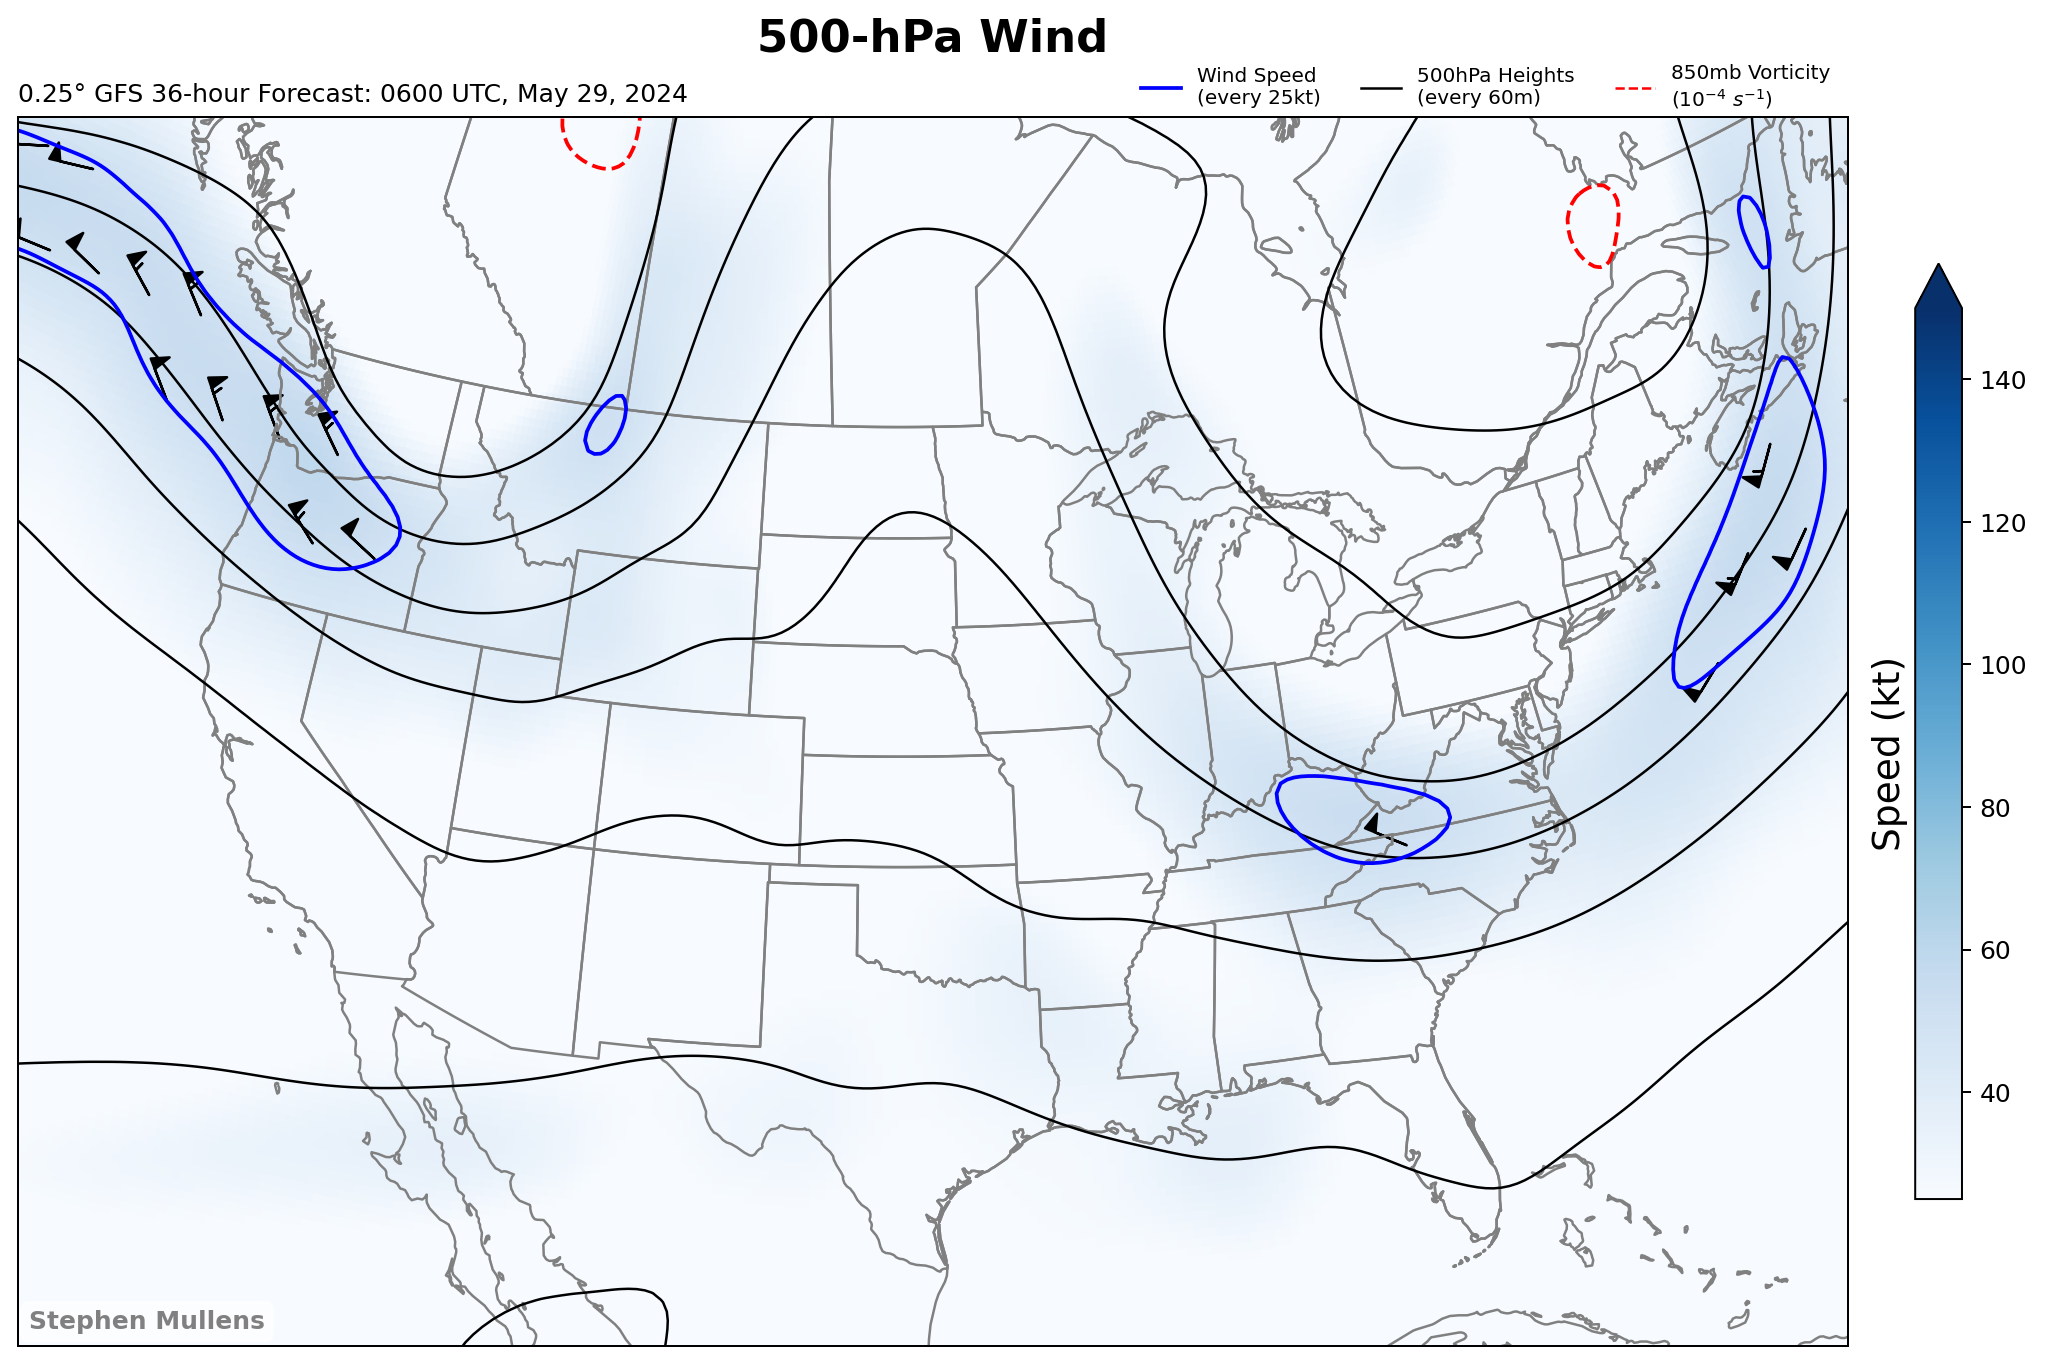 500-hPa Wind
0.25° GFS 36-hour Forecast: 0600 UTC, May 29, 2024
Wind Speed
(every 25kt)
500hPa Heights
(every 60m)
850mb Vorticity
(10⁻⁴ s⁻¹)
140
120
100
80
60
40
Speed (kt)
Stephen Mullens